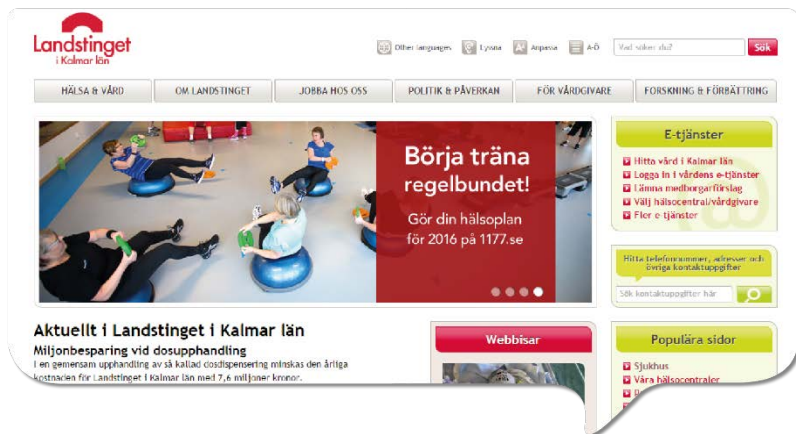 Landstinget
i Kalmar län
Other languages
Lyssna
Anpassa
A-Ö
Vad söker du?
Sök
HÄLSA & VÅRD
OM LANDSTINGET
JOBBA HOS OSS
POLITIK & PÅVERKAN
FÖR VÅRDGIVARE
FORSKNING & FÖRBÄTTRING
Börja träna
regelbundet!
Gör din hälsoplan
för 2016 på 1177.se
E-tjänster
Hitta vård i Kalmar län
Logga in i vårdens e-tjänster
Lämna medborgarförslag
Välj hälsocentral/vårdgivare
Fler e-tjänster
Hitta telefonnummer, adresser och
övriga kontaktuppgifter
Sök kontaktuppgifter här
Aktuellt i Landstinget i Kalmar län
Miljonbesparing vid
dosupphandling
I en gemensam upphandling av så kallad dosdispensering minskas den årliga
kostnaden för Landstinget i Kalmar län med 7,6 miljoner kronor.
Webbisar
Populära sidor
Sjukhus
Våra hälsocentraler